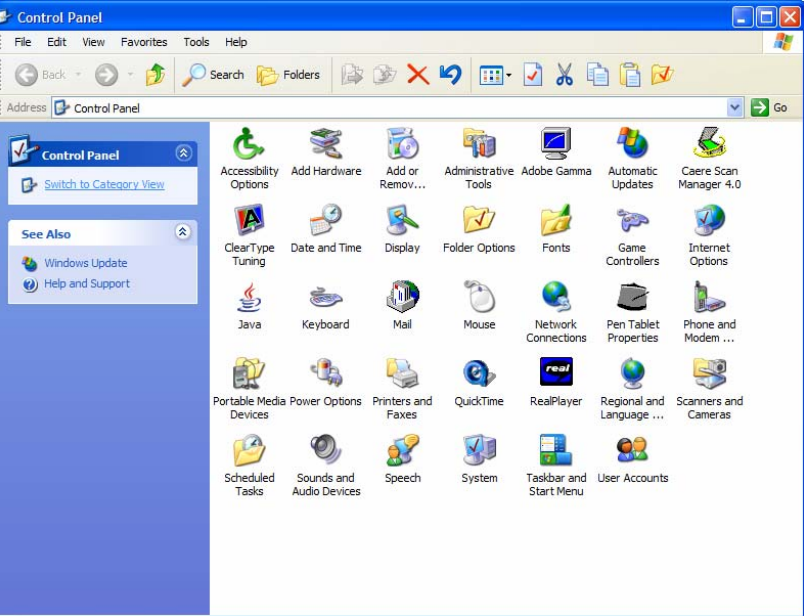 Control Panel
File Edit View Favorites Tools Help
Back Search Folders
Address Control Panel Go
Control Panel
Switch to Category View
See Also
Windows Update
Help and Support
Accessibility Options
Add Hardware
Add or Remov...
Administrative Tools
Adobe Gamma
Automatic Updates
Caere Scan Manager 4.0
ClearType Tuning
Date and Time
Display
Folder Options
Fonts
Game Controllers
Internet Options
Java
Keyboard
Mail
Mouse
Network Connections
Pen Tablet Properties
Phone and Modem ...
Portable Media Devices
Power Options
Printers and Faxes
QuickTime
real
RealPlayer
Regional and Language ...
Scanners and Cameras
Scheduled Tasks
Sounds and Audio Devices
Speech
System
Taskbar and Start Menu
User Accounts